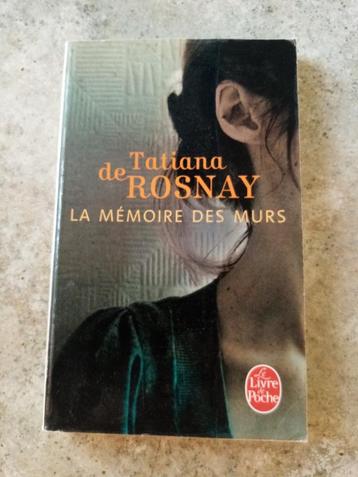 Tatiana
de ROSNAY
LA MÉMOIRE DES MURS
Le
Livre
de
Poche